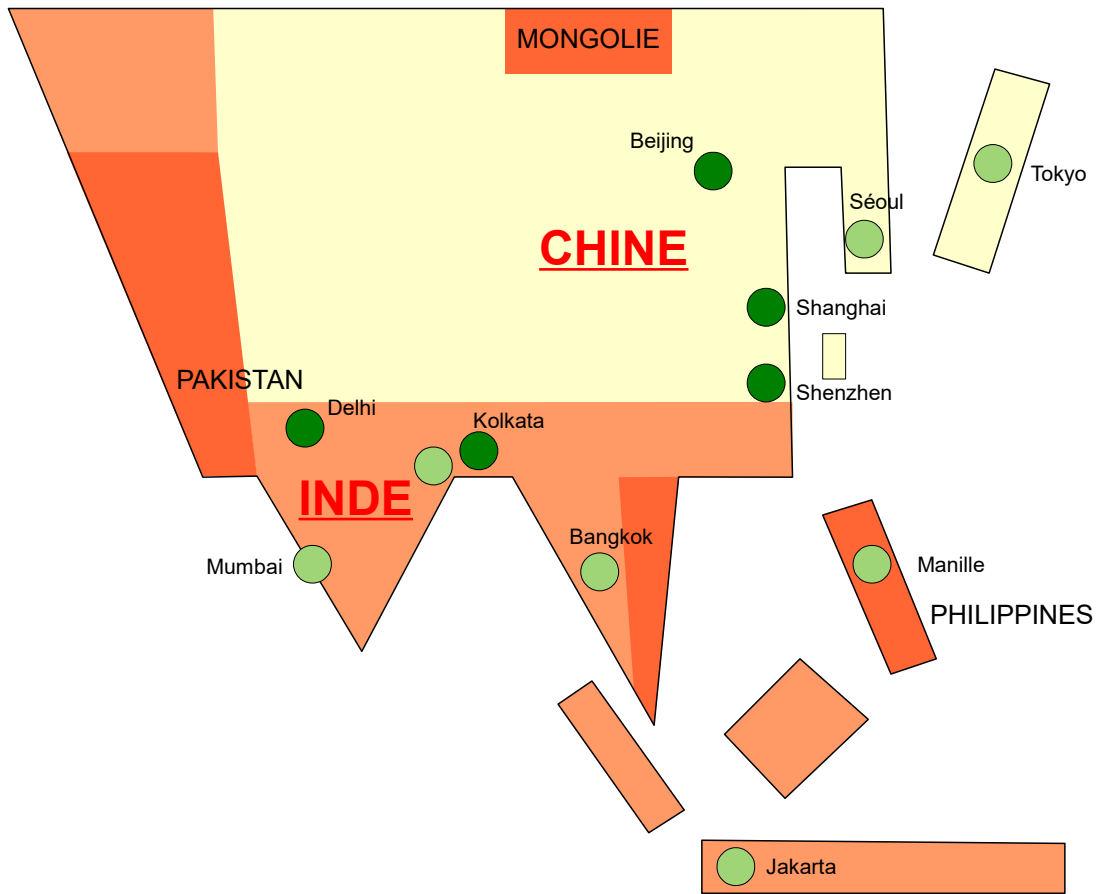 MONGOLIE
Beijing
Tokyo
Séoul
CHINE
Shanghai
PAKISTAN
Shenzhen
Delhi
Kolkata
INDE
Bangkok
Mumbai
Manille
PHILIPPINES
Jakarta